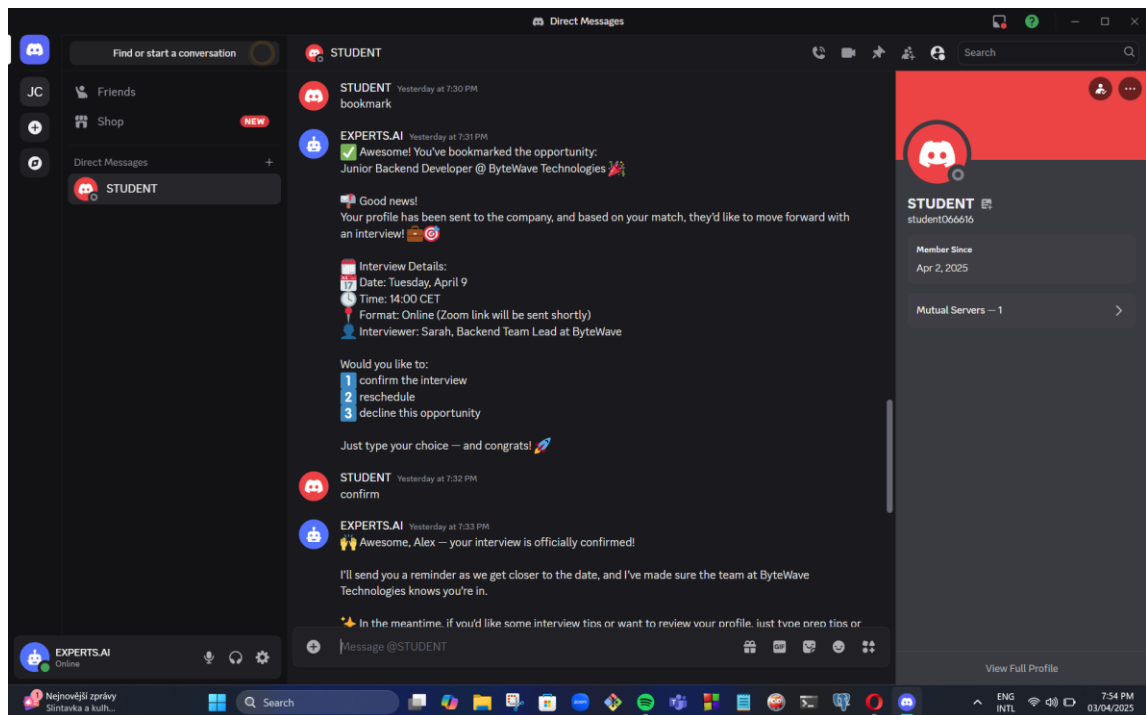 Direct Messages
Find or start a conversation
STUDENT
Search
JC
Friends
Shop
NEW
Direct Messages
STUDENT
STUDENT Yesterday at 7:30 PM
bookmark
EXPERTS.AI Yesterday at 7:31 PM
✅ Awesome! You've bookmarked the opportunity:
Junior Backend Developer @ ByteWave Technologies 🎉
📬 Good news!
Your profile has been sent to the company, and based on your match, they'd like to move forward with
an interview! 💼🎯
🗓️ Interview Details:
📅 Date: Tuesday, April 9
🕒 Time: 14:00 CET
📍 Format: Online (Zoom link will be sent shortly)
👤 Interviewer: Sarah, Backend Team Lead at ByteWave
Would you like to:
1️⃣ confirm the interview
2️⃣ reschedule
3️⃣ decline this opportunity
Just type your choice — and congrats! 🚀
STUDENT Yesterday at 7:32 PM
confirm
EXPERTS.AI Yesterday at 7:33 PM
🙌 Awesome, Alex — your interview is officially confirmed!
I'll send you a reminder as we get closer to the date, and I've made sure the team at ByteWave
Technologies knows you're in.
✨ In the meantime, if you'd like some interview tips or want to review your profile, just type prep tips or
Message @STUDENT
GIF
STUDENT
student066616
Member Since
Apr 2, 2025
Mutual Servers — 1
View Full Profile
EXPERTS.AI
Online
1
Nejnovější zprávy
Slintavka a kulh...
Search
zoom
ENG
INTL
7:54 PM
03/04/2025